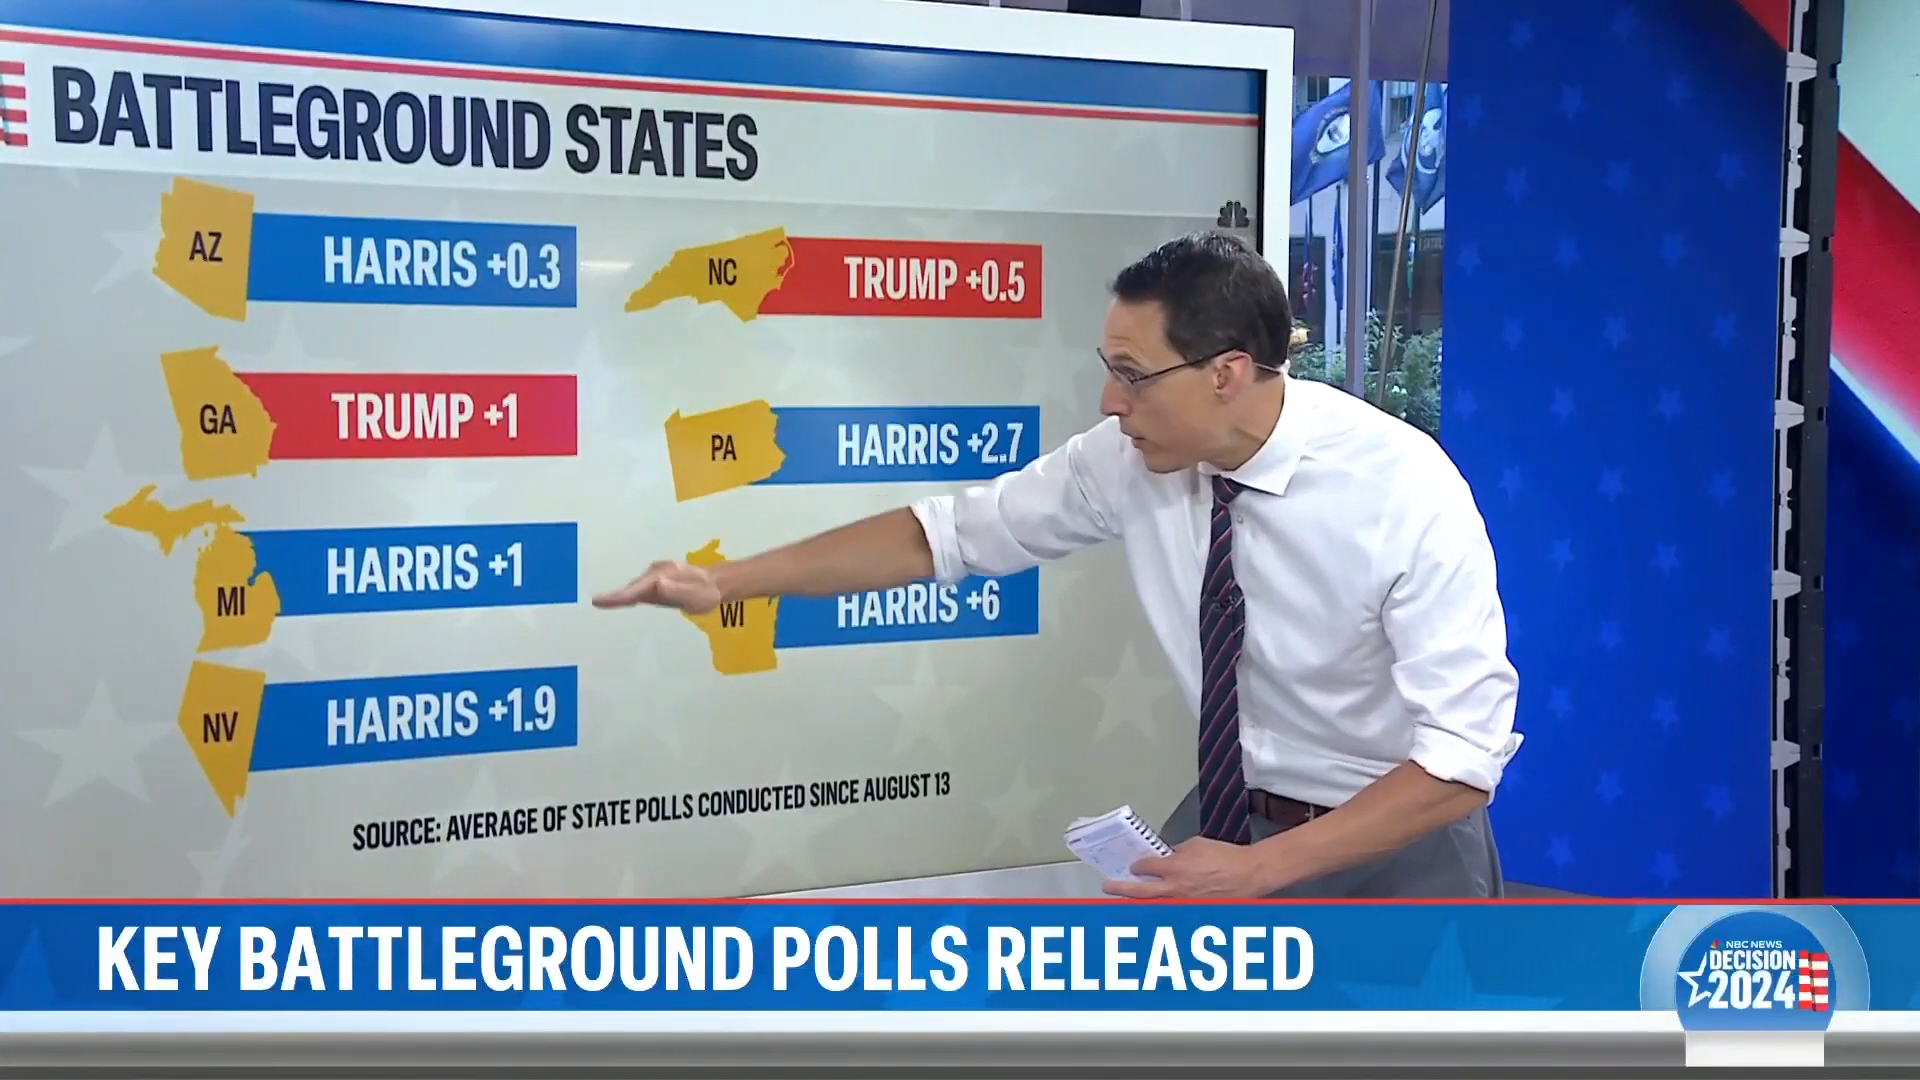 BATTLEGROUND STATES
AZ HARRIS +0.3
NC TRUMP +0.5
GA TRUMP +1
PA HARRIS +2.7
MI HARRIS +1
WI HARRIS +6
NV HARRIS +1.9
SOURCE: AVERAGE OF STATE POLLS CONDUCTED SINCE AUGUST 13
KEY BATTLEGROUND POLLS RELEASED
NBC NEWS
DECISION
2024